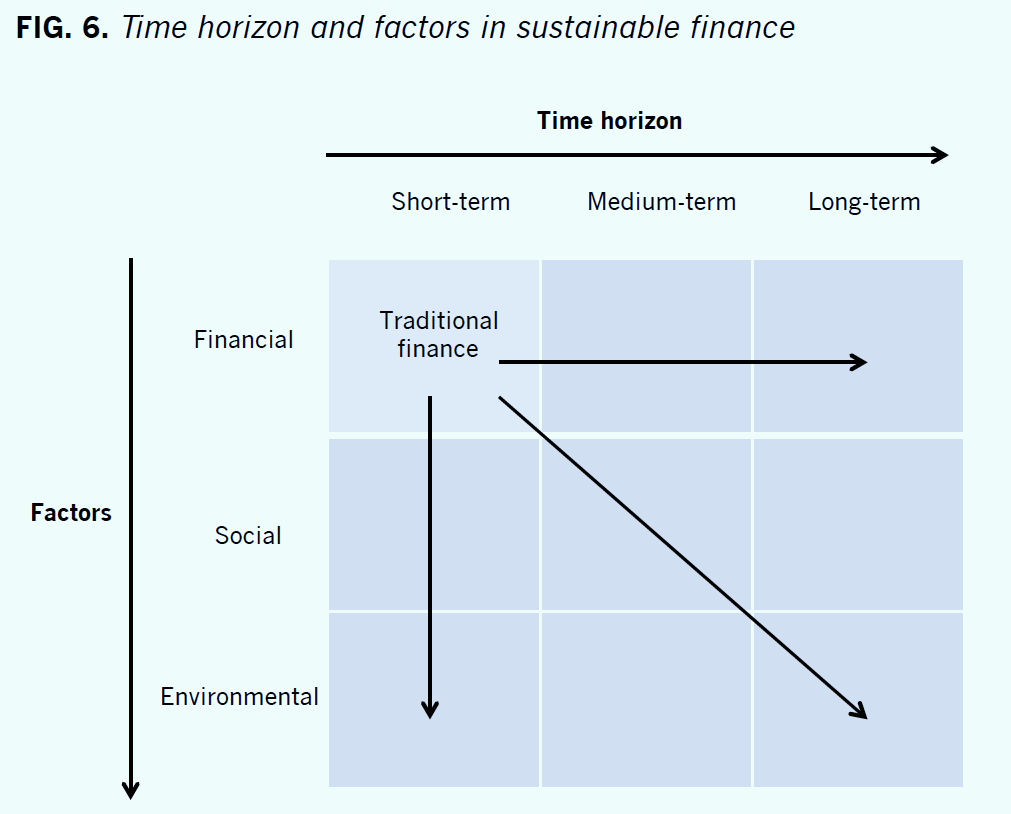 FIG. 6. Time horizon and factors in sustainable finance
Time horizon
Short-term Medium-term Long-term
Financial
Traditional
finance
Factors
Social
Environmental